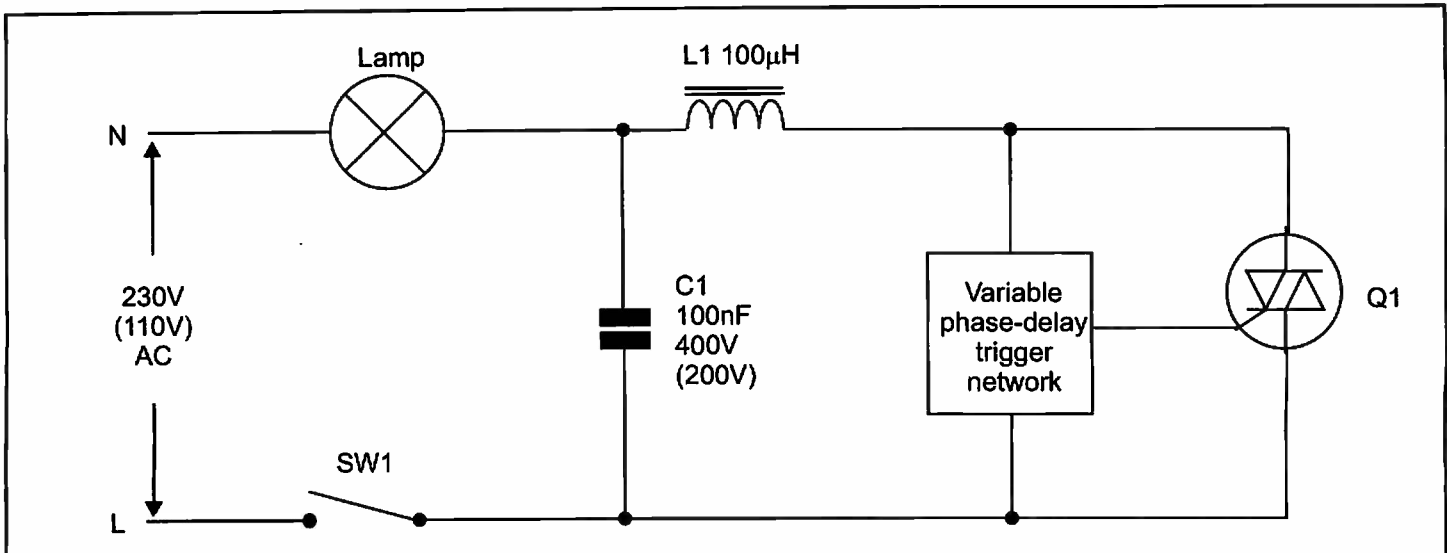 Lamp
L1 100µH
N
230V
(110V)
AC
C1
100nF
400V
(200V)
Variable
phase-delay
trigger
network
Q1
SW1
L